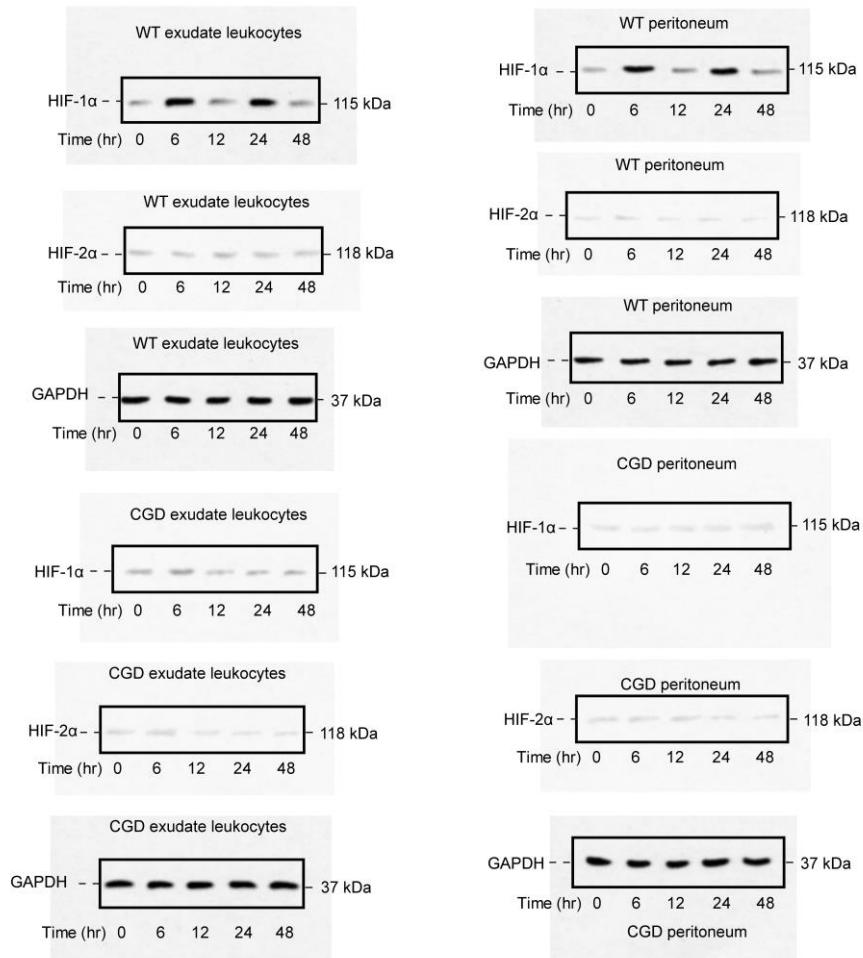 WT exudate leukocytes
HIF-1α – – 115 kDa
Time (hr) 0 6 12 24 48
WT exudate leukocytes
HIF-2α – – 118 kDa
0 6 12 24 48
WT exudate leukocytes
GAPDH – – 37 kDa
Time (hr) 0 6 12 24 48
CGD exudate leukocytes
HIF-1α – – 115 kDa
Time (hr) 0 6 12 24 48
CGD exudate leukocytes
HIF-2α – – 118 kDa
Time (hr) 0 6 12 24 48
CGD exudate leukocytes
GAPDH – – 37 kDa
Time (hr) 0 6 12 24 48
WT peritoneum
HIF-1α – – 115 kDa
Time (hr) 0 6 12 24 48
WT peritoneum
HIF-2α – – 118 kDa
Time (hr) 0 6 12 24 48
WT peritoneum
GAPDH – – 37 kDa
Time (hr) 0 6 12 24 48
CGD peritoneum
HIF-1α – – 115 kDa
Time (hr) 0 6 12 24 48
CGD peritoneum
HIF-2α – – 118 kDa
Time (hr) 0 6 12 24 48
GAPDH – – 37 kDa
Time (hr) 0 6 12 24 48
CGD peritoneum